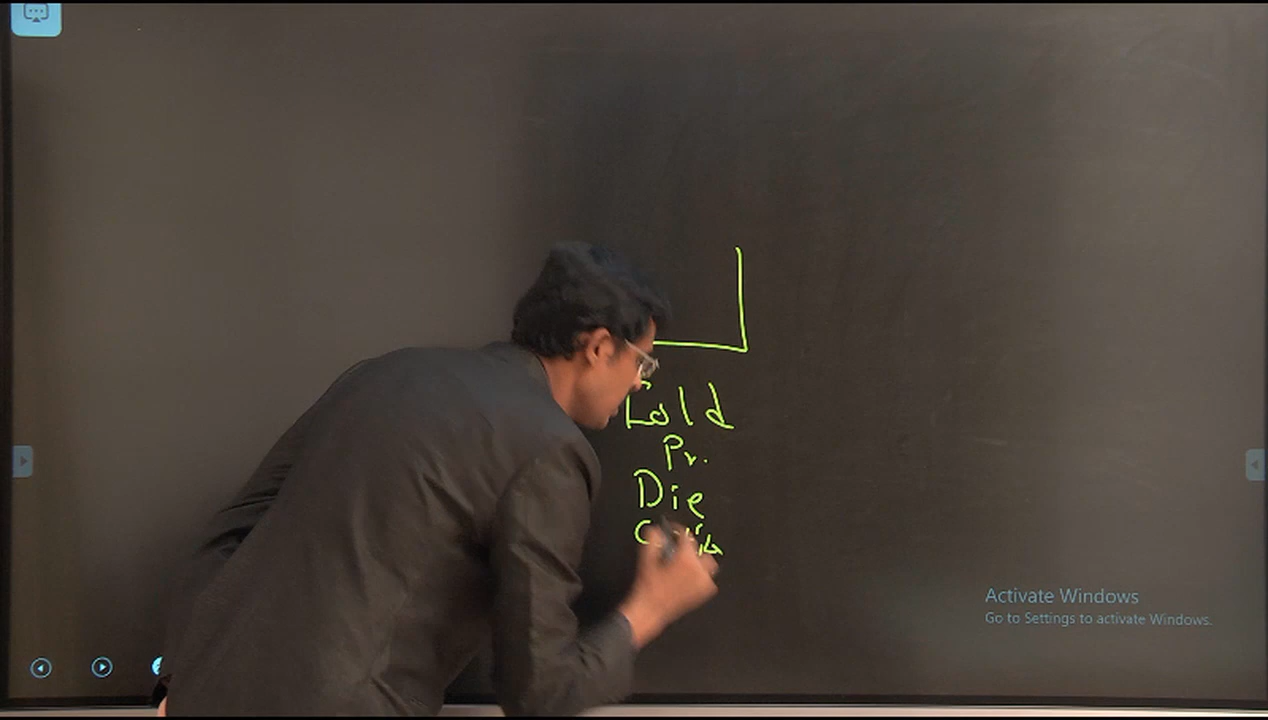 Cold
Pr.
Die
Activate Windows
Go to Settings to activate Windows.